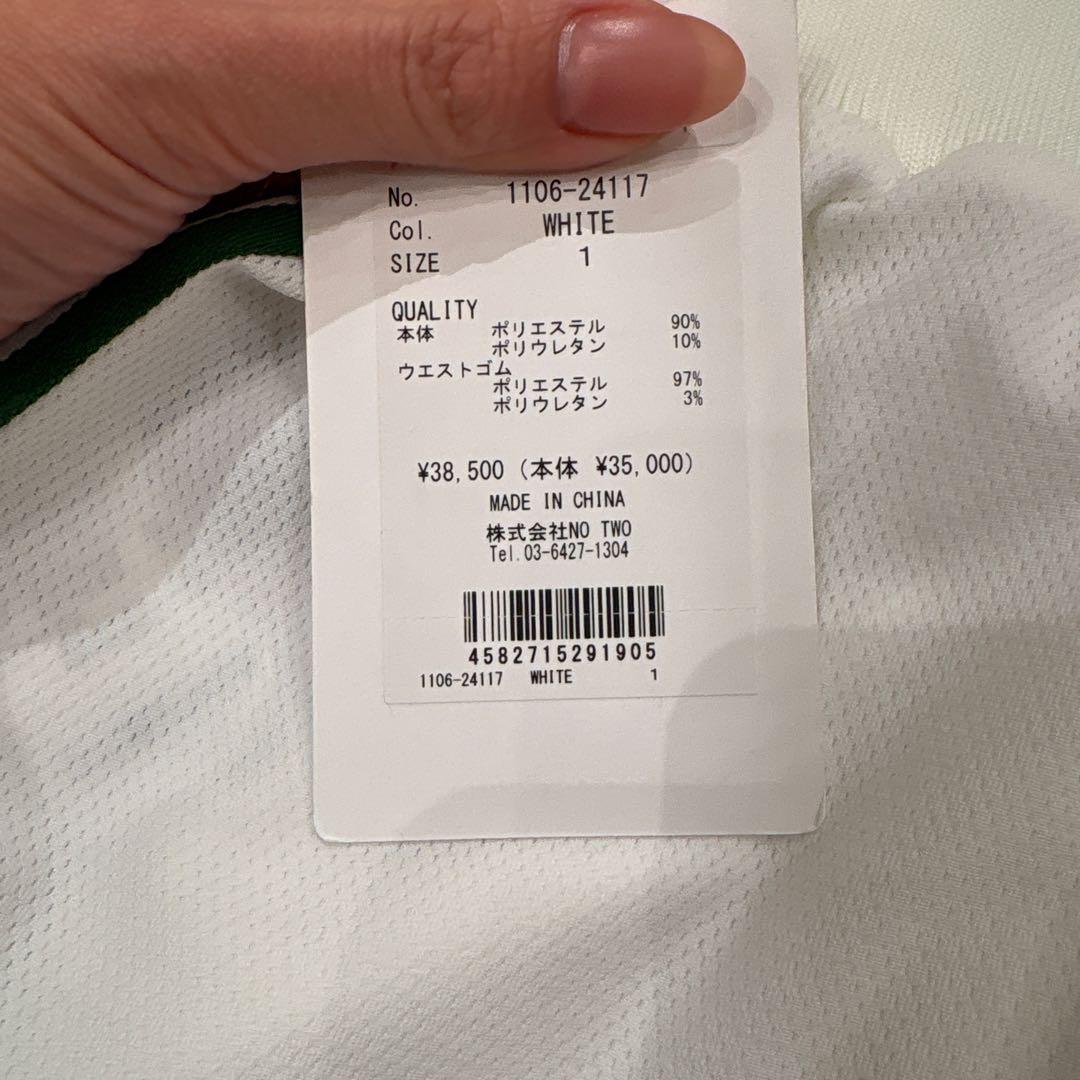 No. 1106-24117
Col. WHITE
SIZE 1
QUALITY
本体 ポリエステル 90%
ポリウレタン 10%
ウエストゴム
ポリエステル 97%
ポリウレタン 3%
¥38,500 (本体 ¥35,000)
MADE IN CHINA
株式会社NO TWO
Tel.03-6427-1304
4582715291905
1106-24117 WHITE 1